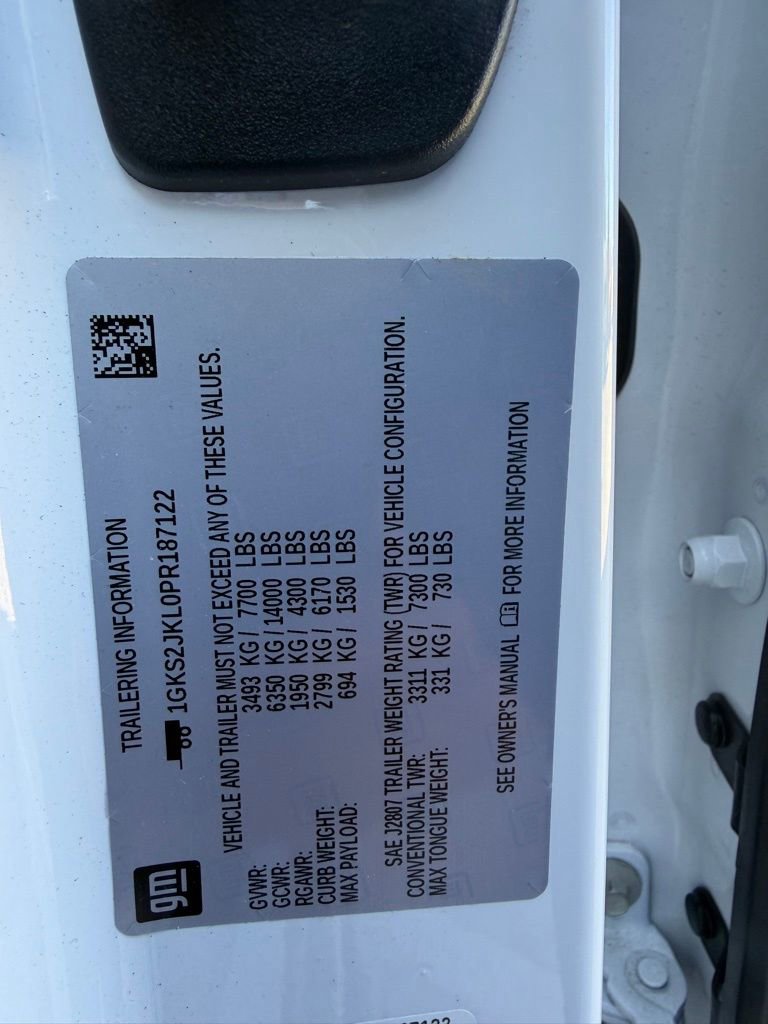 gm
TRAILERING INFORMATION
1GKS2JKL0PR187122
VEHICLE AND TRAILER MUST NOT EXCEED ANY OF THESE VALUES.
GVWR: 3493 KG / 7700 LBS
GCWR: 6350 KG / 14000 LBS
RGAWR: 1950 KG / 4300 LBS
CURB WEIGHT: 2799 KG / 6170 LBS
MAX PAYLOAD: 694 KG / 1530 LBS
SAE J2807 TRAILER WEIGHT RATING (TWR) FOR VEHICLE CONFIGURATION.
CONVENTIONAL TWR: 3311 KG / 7300 LBS
MAX TONGUE WEIGHT: 331 KG / 730 LBS
SEE OWNER'S MANUAL FOR MORE INFORMATION